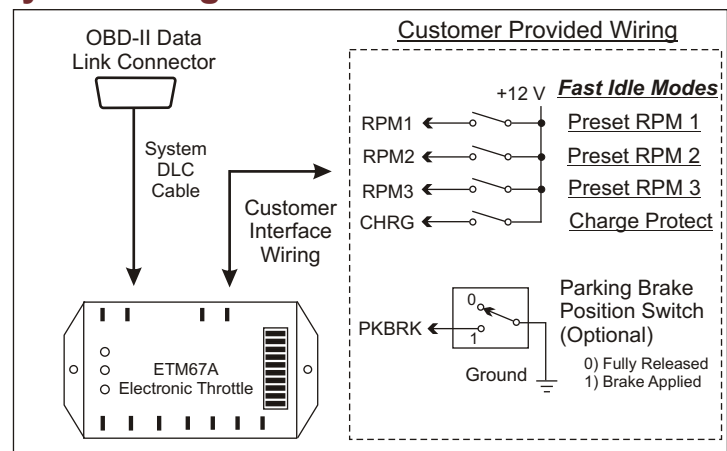 OBD-II Data
Link Connector
System
DLC
Cable
Customer
Interface
Wiring
ETM67A
Electronic Throttle
Customer Provided Wiring
+12 V
Fast Idle Modes
RPM1
Preset RPM 1
RPM2
Preset RPM 2
RPM3
Preset RPM 3
CHRG
Charge Protect
PKBRK
0
1
Ground
Parking Brake
Position Switch
(Optional)
0) Fully Released
1) Brake Applied